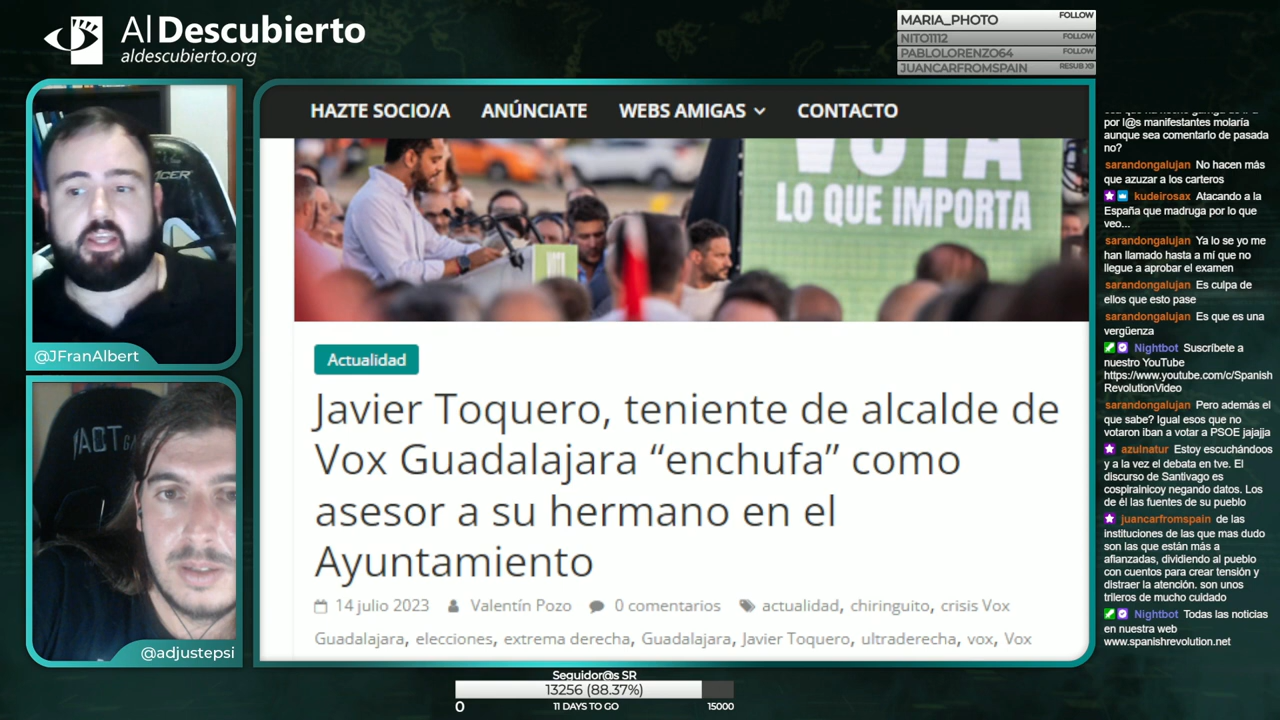 Al Descubierto
aldescubierto.org
MARIA_PHOTO FOLLOW
NITO1112 FOLLOW
PABLOLORENZO64 FOLLOW
JUANCARFROMSPAIN RESUB X9
HAZTE SOCIO/A ANÚNCIATE WEBS AMIGAS CONTACTO
VOTA
LO QUE IMPORTA
Actualidad
Javier Toquero, teniente de alcalde de
Vox Guadalajara “enchufa” como
asesor a su hermano en el
Ayuntamiento
14 julio 2023 Valentín Pozo 0 comentarios actualidad, chiringuito, crisis Vox
Guadalajara, elecciones, extrema derecha, Guadalajara, Javier Toquero, ultraderecha, vox, Vox
@JFranAlbert
@adjustepsi
por l@s manifestantes molaría
aunque sea comentarlo de pasada
no?
sarandongalujan No hacen más
que azuzar a los carteros
kudeirosax Atacando a la
España que madruga por lo que
veo...
sarandongalujan Ya lo se yo me
han llamado hasta a mí que no
llegue a aprobar el examen
sarandongalujan Es culpa de
ellos que esto pase
sarandongalujan Es que es una
vergüenza
Nightbot Suscríbete a
nuestro YouTube
https://www.youtube.com/c/Spanish
RevolutionVideo
sarandongalujan Pero además el
que sabe? Igual esos que no
votaron iban a votar a PSOE jajajja
azulnatur Estoy escuchándoos
y a la vez el debata en tve. El
discurso de Santivago es
cospirainicoy negando datos. Los
de él las fuentes de su pueblo
juancarfromspain de las
instituciones de las que mas dudo
son las que están más a
afianzadas, dividiendo al pueblo
con cuentos para crear tensión y
distraer la atención. son unos
trileros de mucho cuidado
Nightbot Todas las noticias
en nuestra web
www.spanishrevolution.net
Seguidor@s SR
13256 (88.37%)
0 11 DAYS TO GO 15000